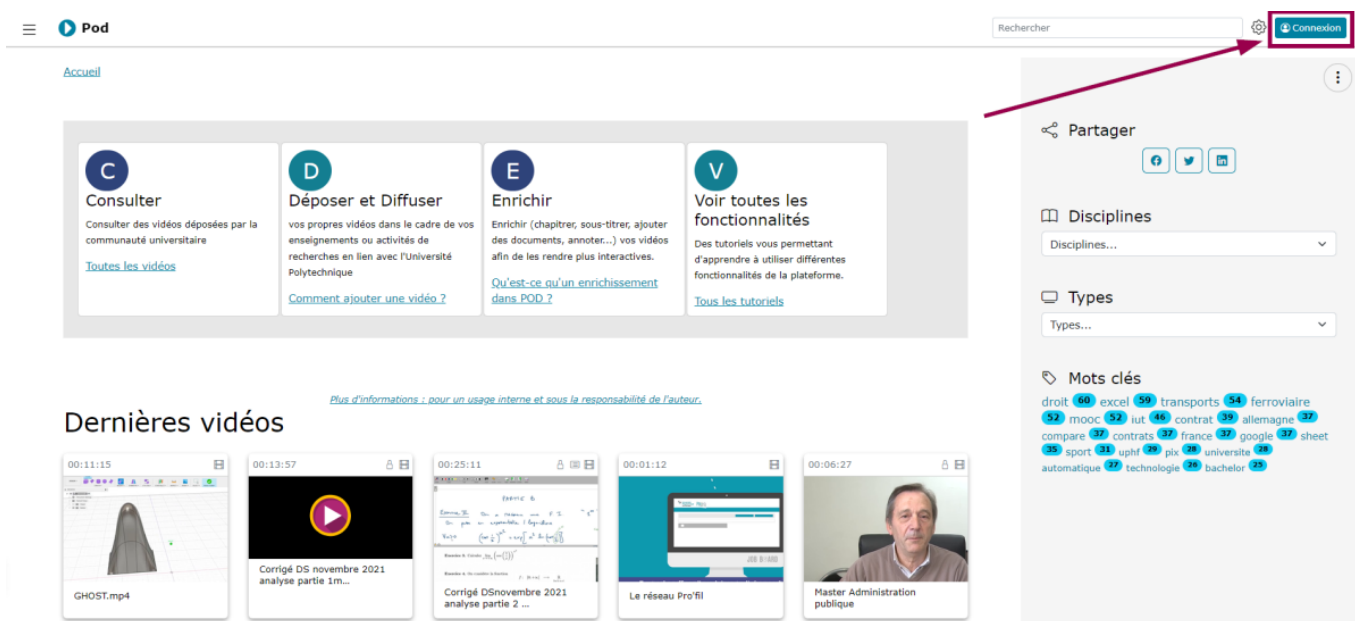 Pod
Rechercher
Connexion
Accueil
C
Consulter
Consulter des vidéos déposées par la
communauté universitaire
Toutes les vidéos
D
Déposer et Diffuser
vos propres vidéos dans le cadre de vos
enseignements ou activités de
recherches en lien avec l'Université
Polytechnique
Comment ajouter une vidéo ?
E
Enrichir
Enrichir (chapitrer, sous-titrer, ajouter
des documents, annoter...) vos vidéos
afin de les rendre plus interactives.
Qu'est-ce qu'un enrichissement
dans POD ?
V
Voir toutes les
fonctionnalités
Des tutoriels vous permettant
d'apprendre à utiliser différentes
fonctionnalités de la plateforme.
Tous les tutoriels
Partager
Disciplines
Disciplines...
Types
Types...
Mots clés
droit 60 excel 59 transports 54 ferroviaire
52 mooc 52 iut 46 contrat 39 allemagne 37
compare 37 contrats 37 france 37 google 37 sheet
35 sport 31 uphf 29 pix 28 universite 28
automatique 27 technologie 26 bachelor 25
Plus d'informations : pour un usage interne et sous la responsabilité de l'auteur.
Dernières vidéos
00:11:15
GHOST.mp4
00:13:57
Corrigé DS novembre 2021
analyse partie 1m...
00:25:11
PARTIE B
Corrigé DSnovembre 2021
analyse partie 2 ...
00:01:12
JOB BOARD
Le réseau Pro'fil
00:06:27
Master Administration
publique